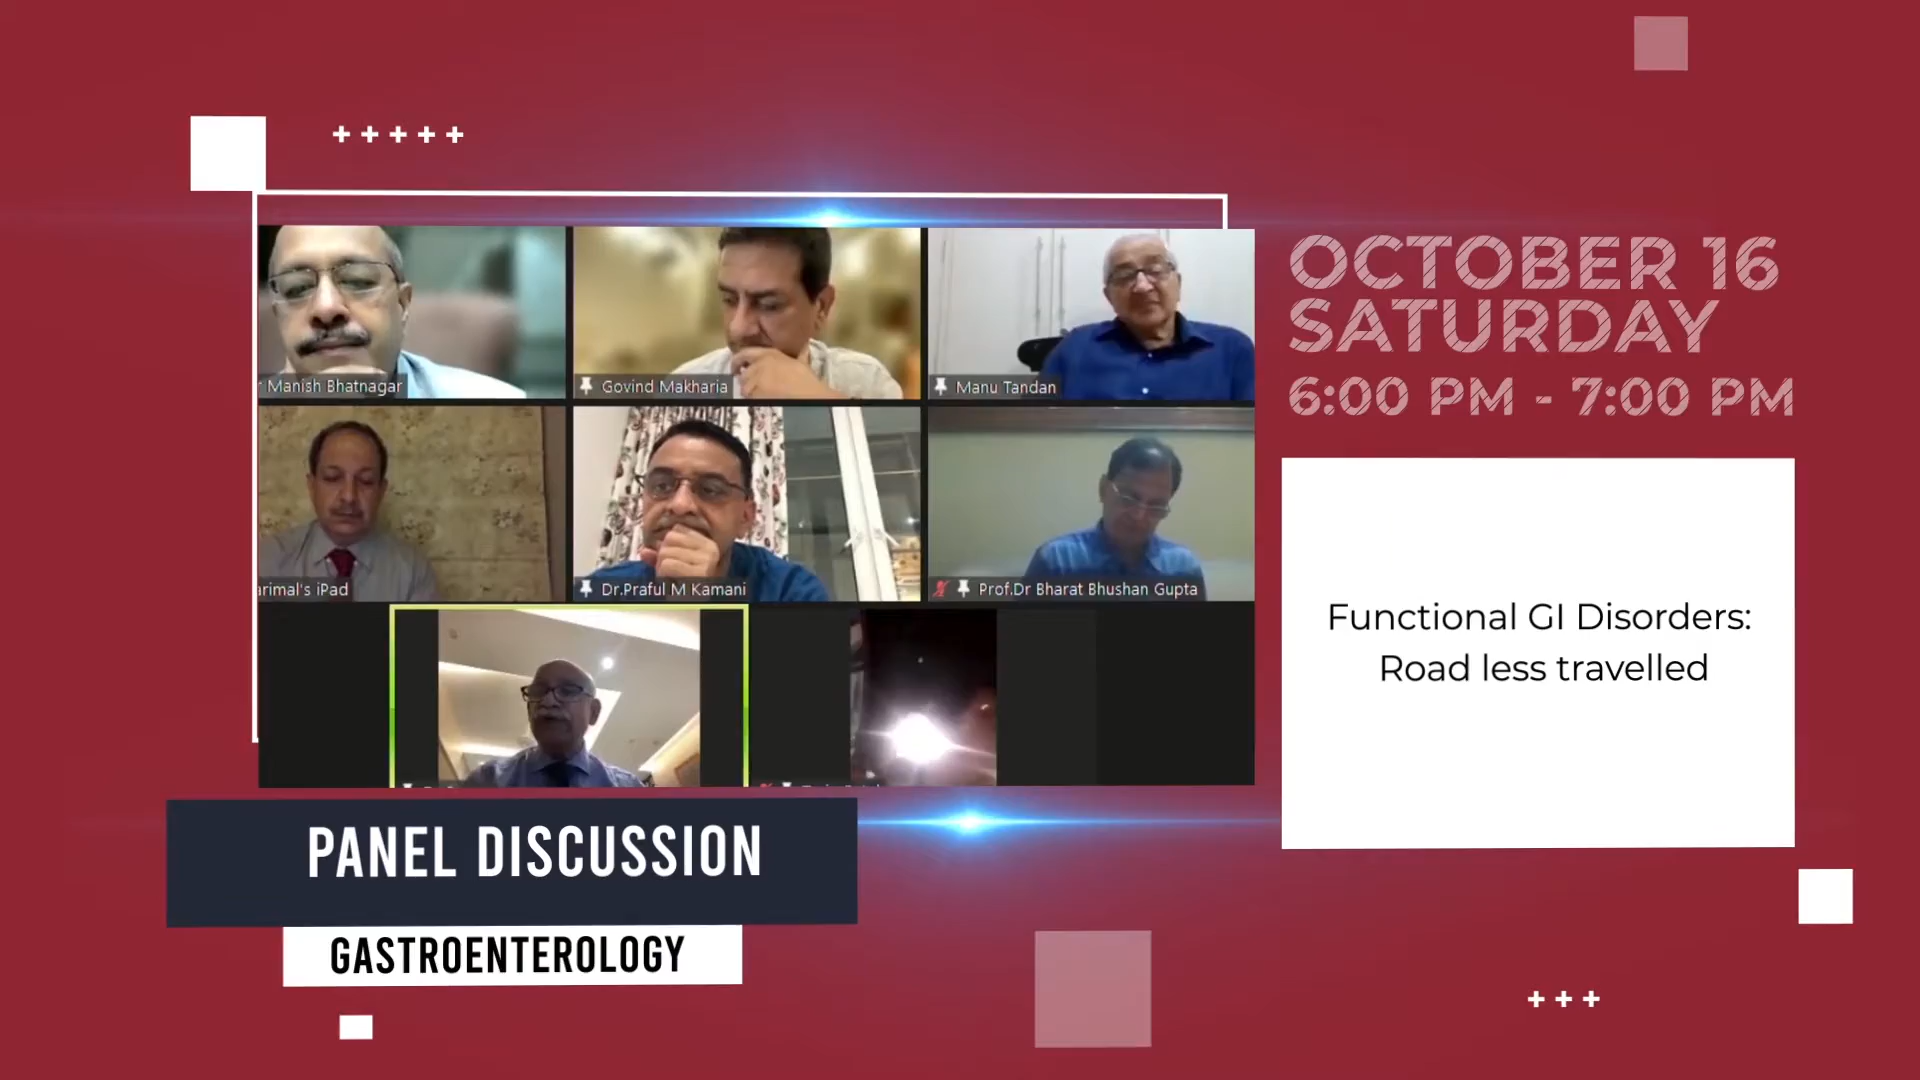 OCTOBER 16
SATURDAY
6:00 PM - 7:00 PM
Manish Bhatnagar
Govind Makharia
Manu Tandan
arimal's iPad
Dr.Praful M Kamani
Prof.Dr Bharat Bhushan Gupta
Functional GI Disorders:
Road less travelled
PANEL DISCUSSION
GASTROENTEROLOGY